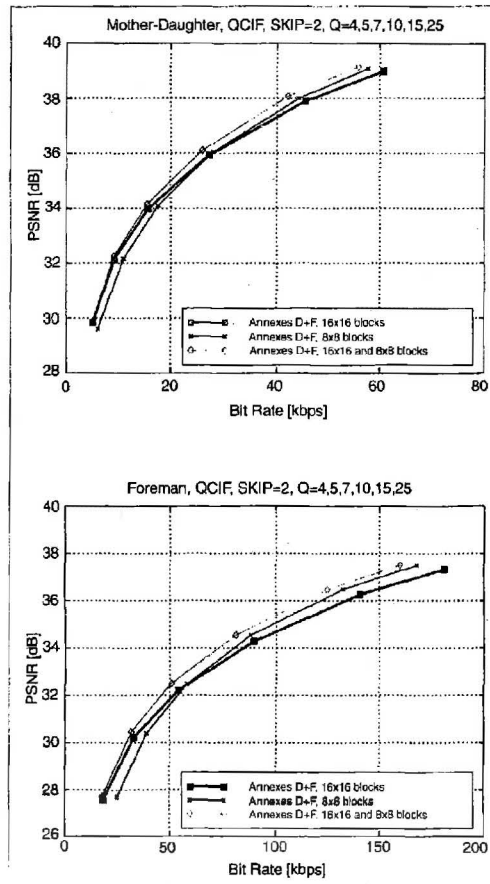 Mother-Daughter, QCIF, SKIP=2, Q=4,5,7,10,15,25
40
38
36
34
32
30
28
PSNR [dB]
Annexes D+F, 16x16 blocks
Annexes D+F, 8x8 blocks
Annexes D+F, 16x16 and 8x8 blocks
0
20
40
60
80
Bit Rate [kbps]
Foreman, QCIF, SKIP=2, Q=4,5,7,10,15,25
40
38
36
34
32
30
28
26
PSNR [dB]
Annexes D+F, 16x16 blocks
Annexes D+F, 8x8 blocks
Annexes D+F, 16x16 and 8x8 blocks
0
50
100
150
200
Bit Rate [kbps]